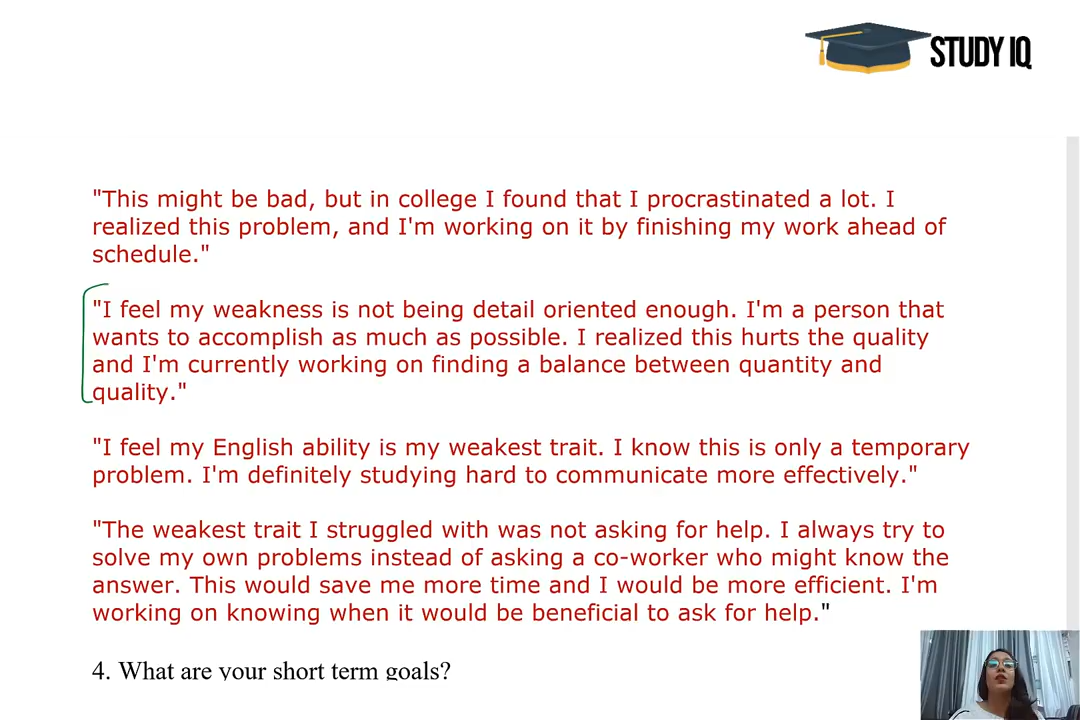 STUDY IQ
"This might be bad, but in college I found that I procrastinated a lot. I
realized this problem, and I'm working on it by finishing my work ahead of
schedule."
"I feel my weakness is not being detail oriented enough. I'm a person that
wants to accomplish as much as possible. I realized this hurts the quality
and I'm currently working on finding a balance between quantity and
quality."
"I feel my English ability is my weakest trait. I know this is only a temporary
problem. I'm definitely studying hard to communicate more effectively."
"The weakest trait I struggled with was not asking for help. I always try to
solve my own problems instead of asking a co-worker who might know the
answer. This would save me more time and I would be more efficient. I'm
working on knowing when it would be beneficial to ask for help."
4. What are your short term goals?